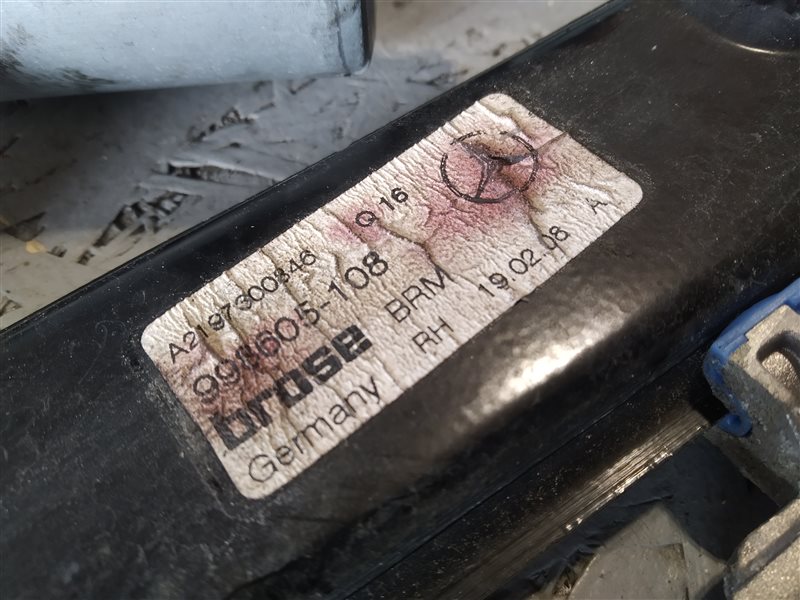 A2197300846 Q 16
998605-108
brose BRM
Germany RH 19.02.08 A